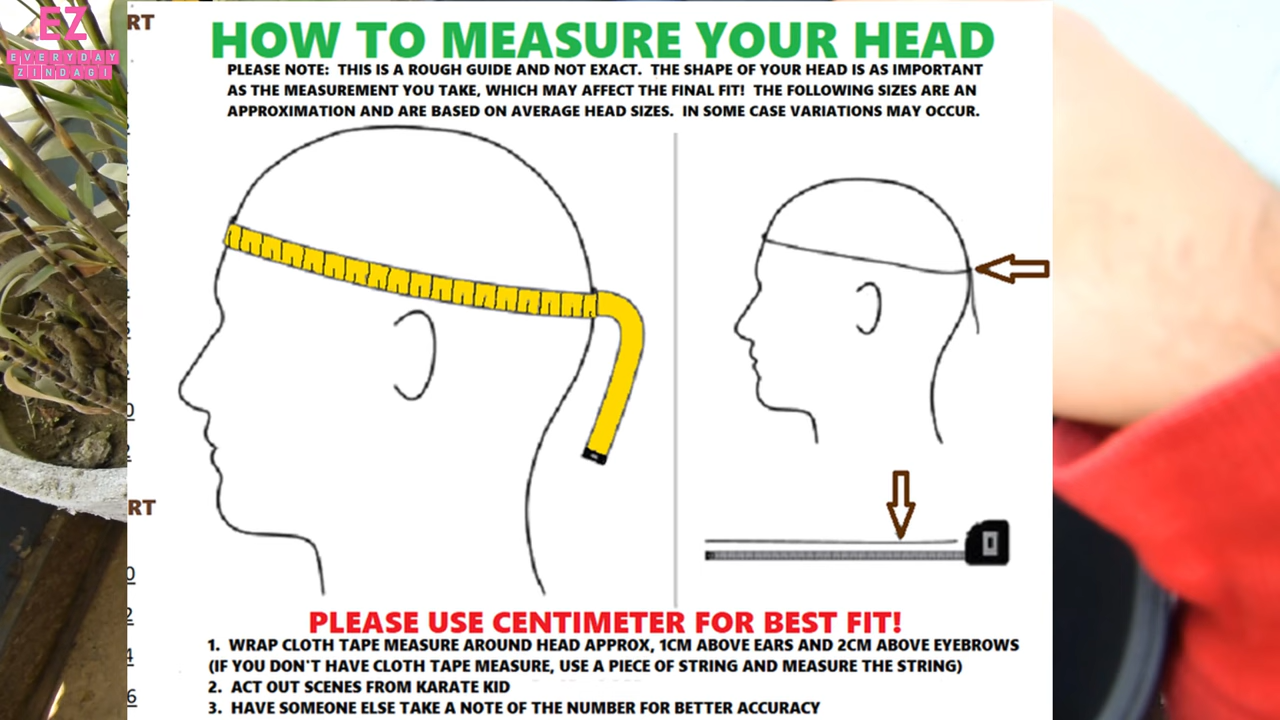 EZ
EVERYDAY
ZINDAGI
RT
HOW TO MEASURE YOUR HEAD
PLEASE NOTE: THIS IS A ROUGH GUIDE AND NOT EXACT. THE SHAPE OF YOUR HEAD IS AS IMPORTANT
AS THE MEASUREMENT YOU TAKE, WHICH MAY AFFECT THE FINAL FIT! THE FOLLOWING SIZES ARE AN
APPROXIMATION AND ARE BASED ON AVERAGE HEAD SIZES. IN SOME CASE VARIATIONS MAY OCCUR.
RT
0
2
4
6
PLEASE USE CENTIMETER FOR BEST FIT!
1. WRAP CLOTH TAPE MEASURE AROUND HEAD APPROX, 1CM ABOVE EARS AND 2CM ABOVE EYEBROWS
(IF YOU DON'T HAVE CLOTH TAPE MEASURE, USE A PIECE OF STRING AND MEASURE THE STRING)
2. ACT OUT SCENES FROM KARATE KID
3. HAVE SOMEONE ELSE TAKE A NOTE OF THE NUMBER FOR BETTER ACCURACY